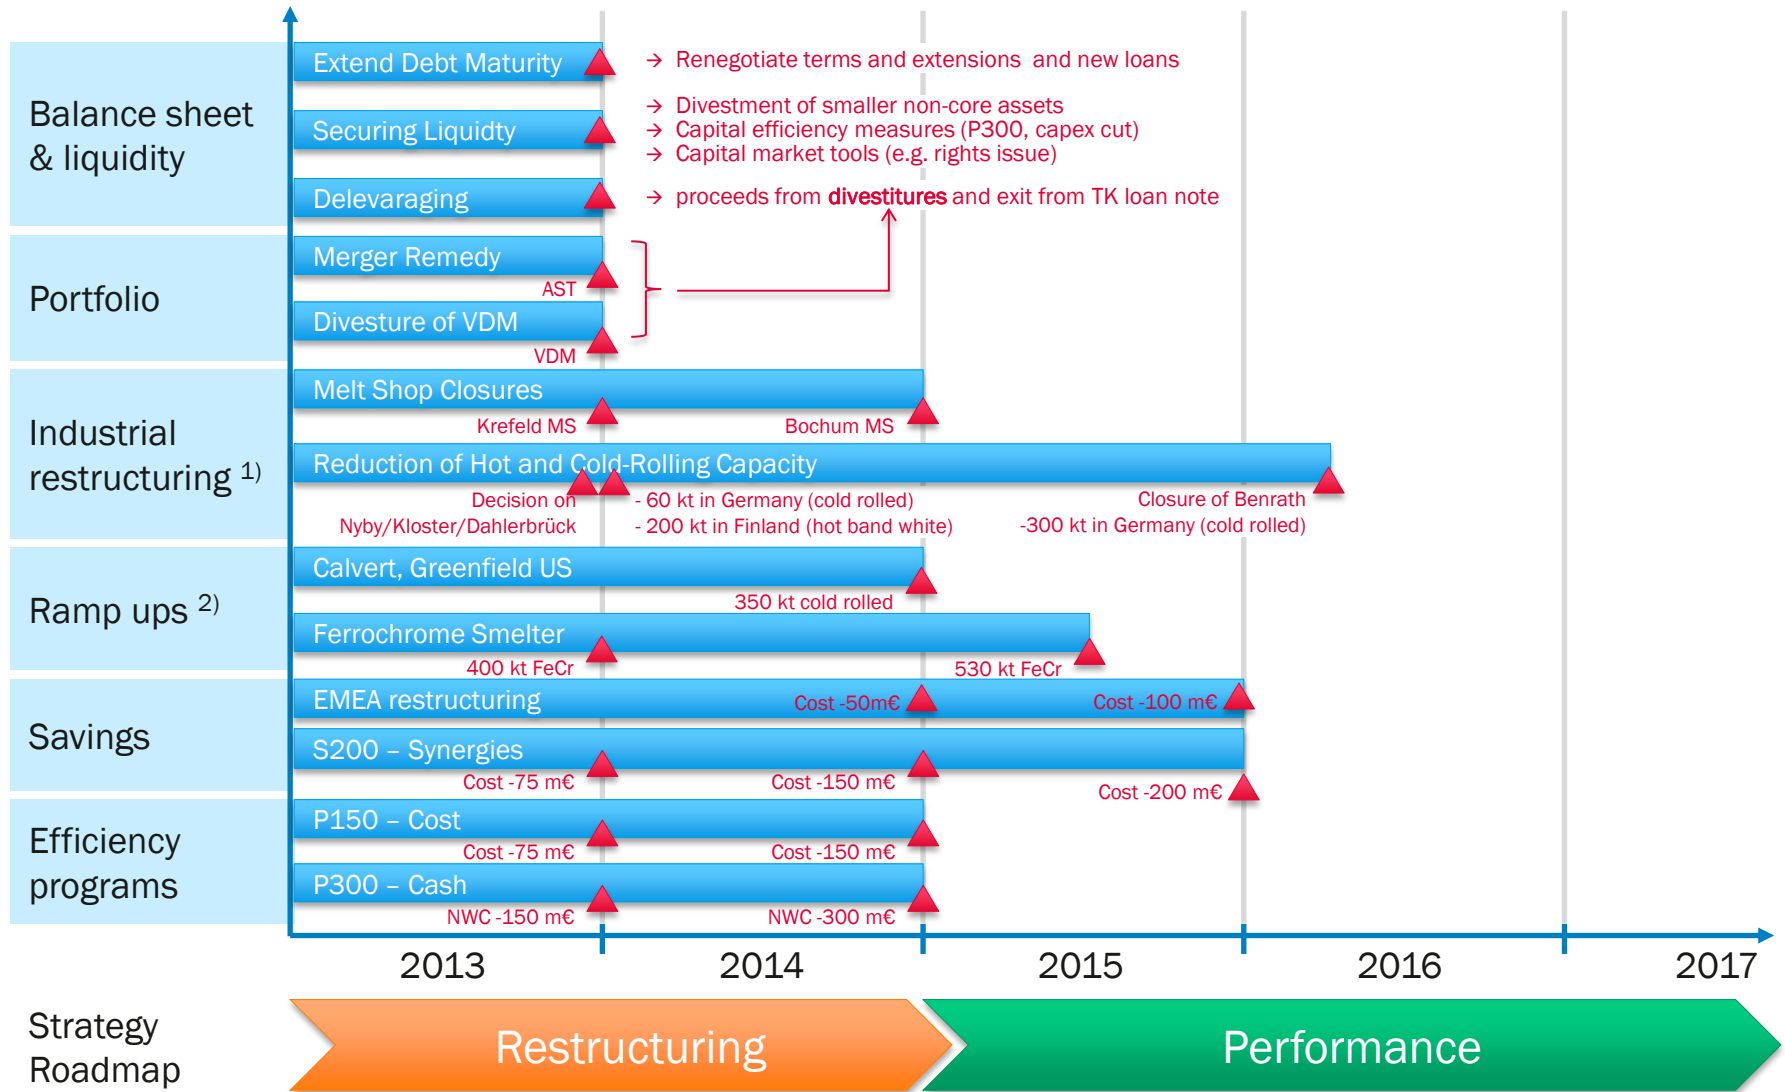 Balance sheet
& liquidity
Extend Debt Maturity
→ Renegotiate terms and extensions and new loans
Securing Liquidty
→ Divestment of smaller non-core assets
→ Capital efficiency measures (P300, capex cut)
→ Capital market tools (e.g. rights issue)
Delevaraging
→ proceeds from divestitures and exit from TK loan note
Portfolio
Merger Remedy
AST
Divesture of VDM
VDM
Industrial
restructuring 1)
Melt Shop Closures
Krefeld MS
Bochum MS
Reduction of Hot and Cold-Rolling Capacity
Decision on
Nyby/Kloster/Dahlerbrück
- 60 kt in Germany (cold rolled)
- 200 kt in Finland (hot band white)
Closure of Benrath
-300 kt in Germany (cold rolled)
Ramp ups 2)
Calvert, Greenfield US
350 kt cold rolled
Ferrochrome Smelter
400 kt FeCr
530 kt FeCr
Savings
EMEA restructuring
Cost -50m€
Cost -100 m€
S200 – Synergies
Cost -75 m€
Cost -150 m€
Cost -200 m€
Efficiency
programs
P150 – Cost
Cost -75 m€
Cost -150 m€
P300 – Cash
NWC -150 m€
NWC -300 m€
2013
2014
2015
2016
2017
Strategy
Roadmap
Restructuring
Performance